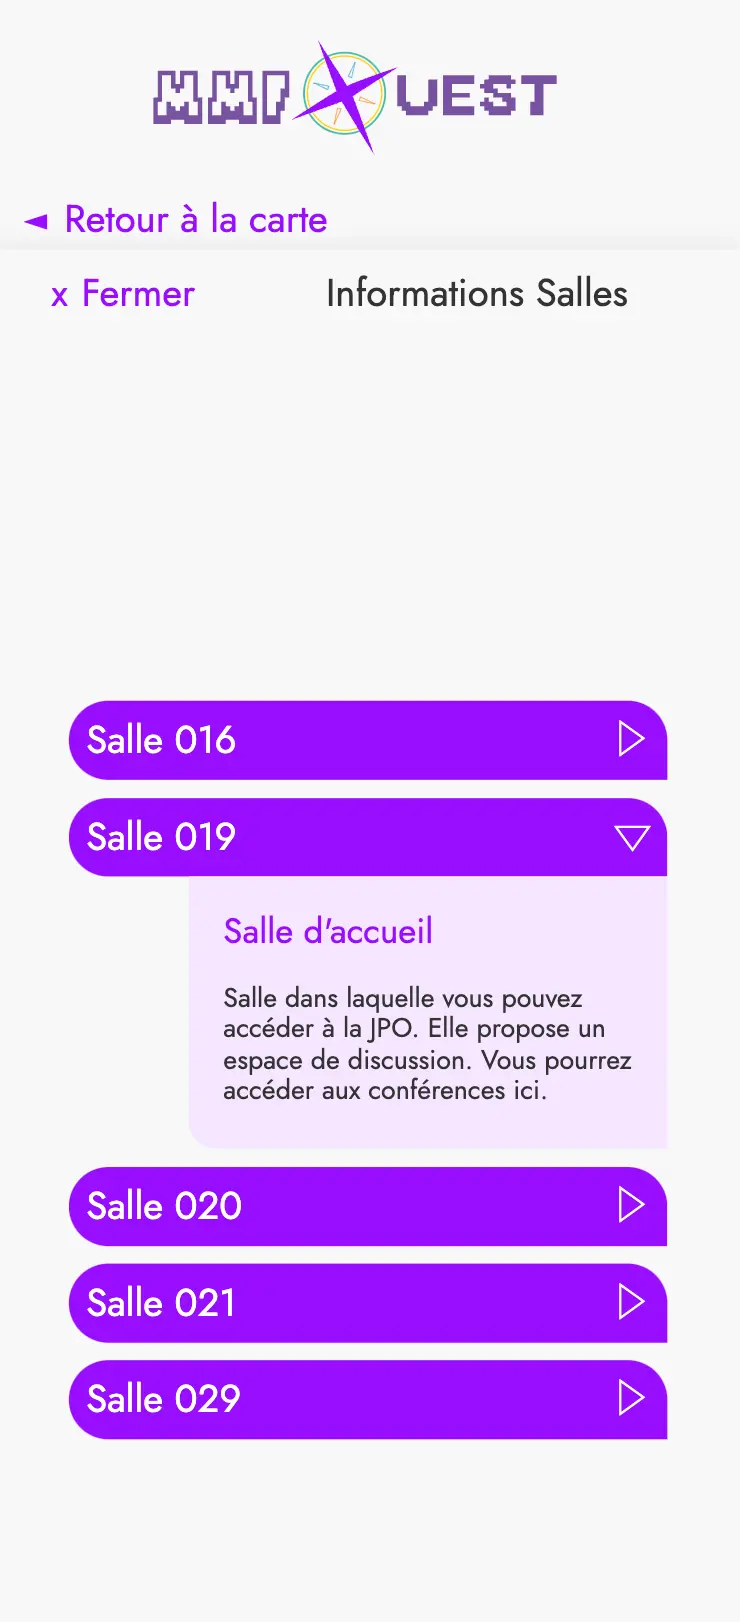 MMI QUEST
◄ Retour à la carte
x Fermer
Informations Salles
Salle 016
Salle 019
Salle d'accueil
Salle dans laquelle vous pouvez
accéder à la JPO. Elle propose un
espace de discussion. Vous pourrez
accéder aux conférences ici.
Salle 020
Salle 021
Salle 029